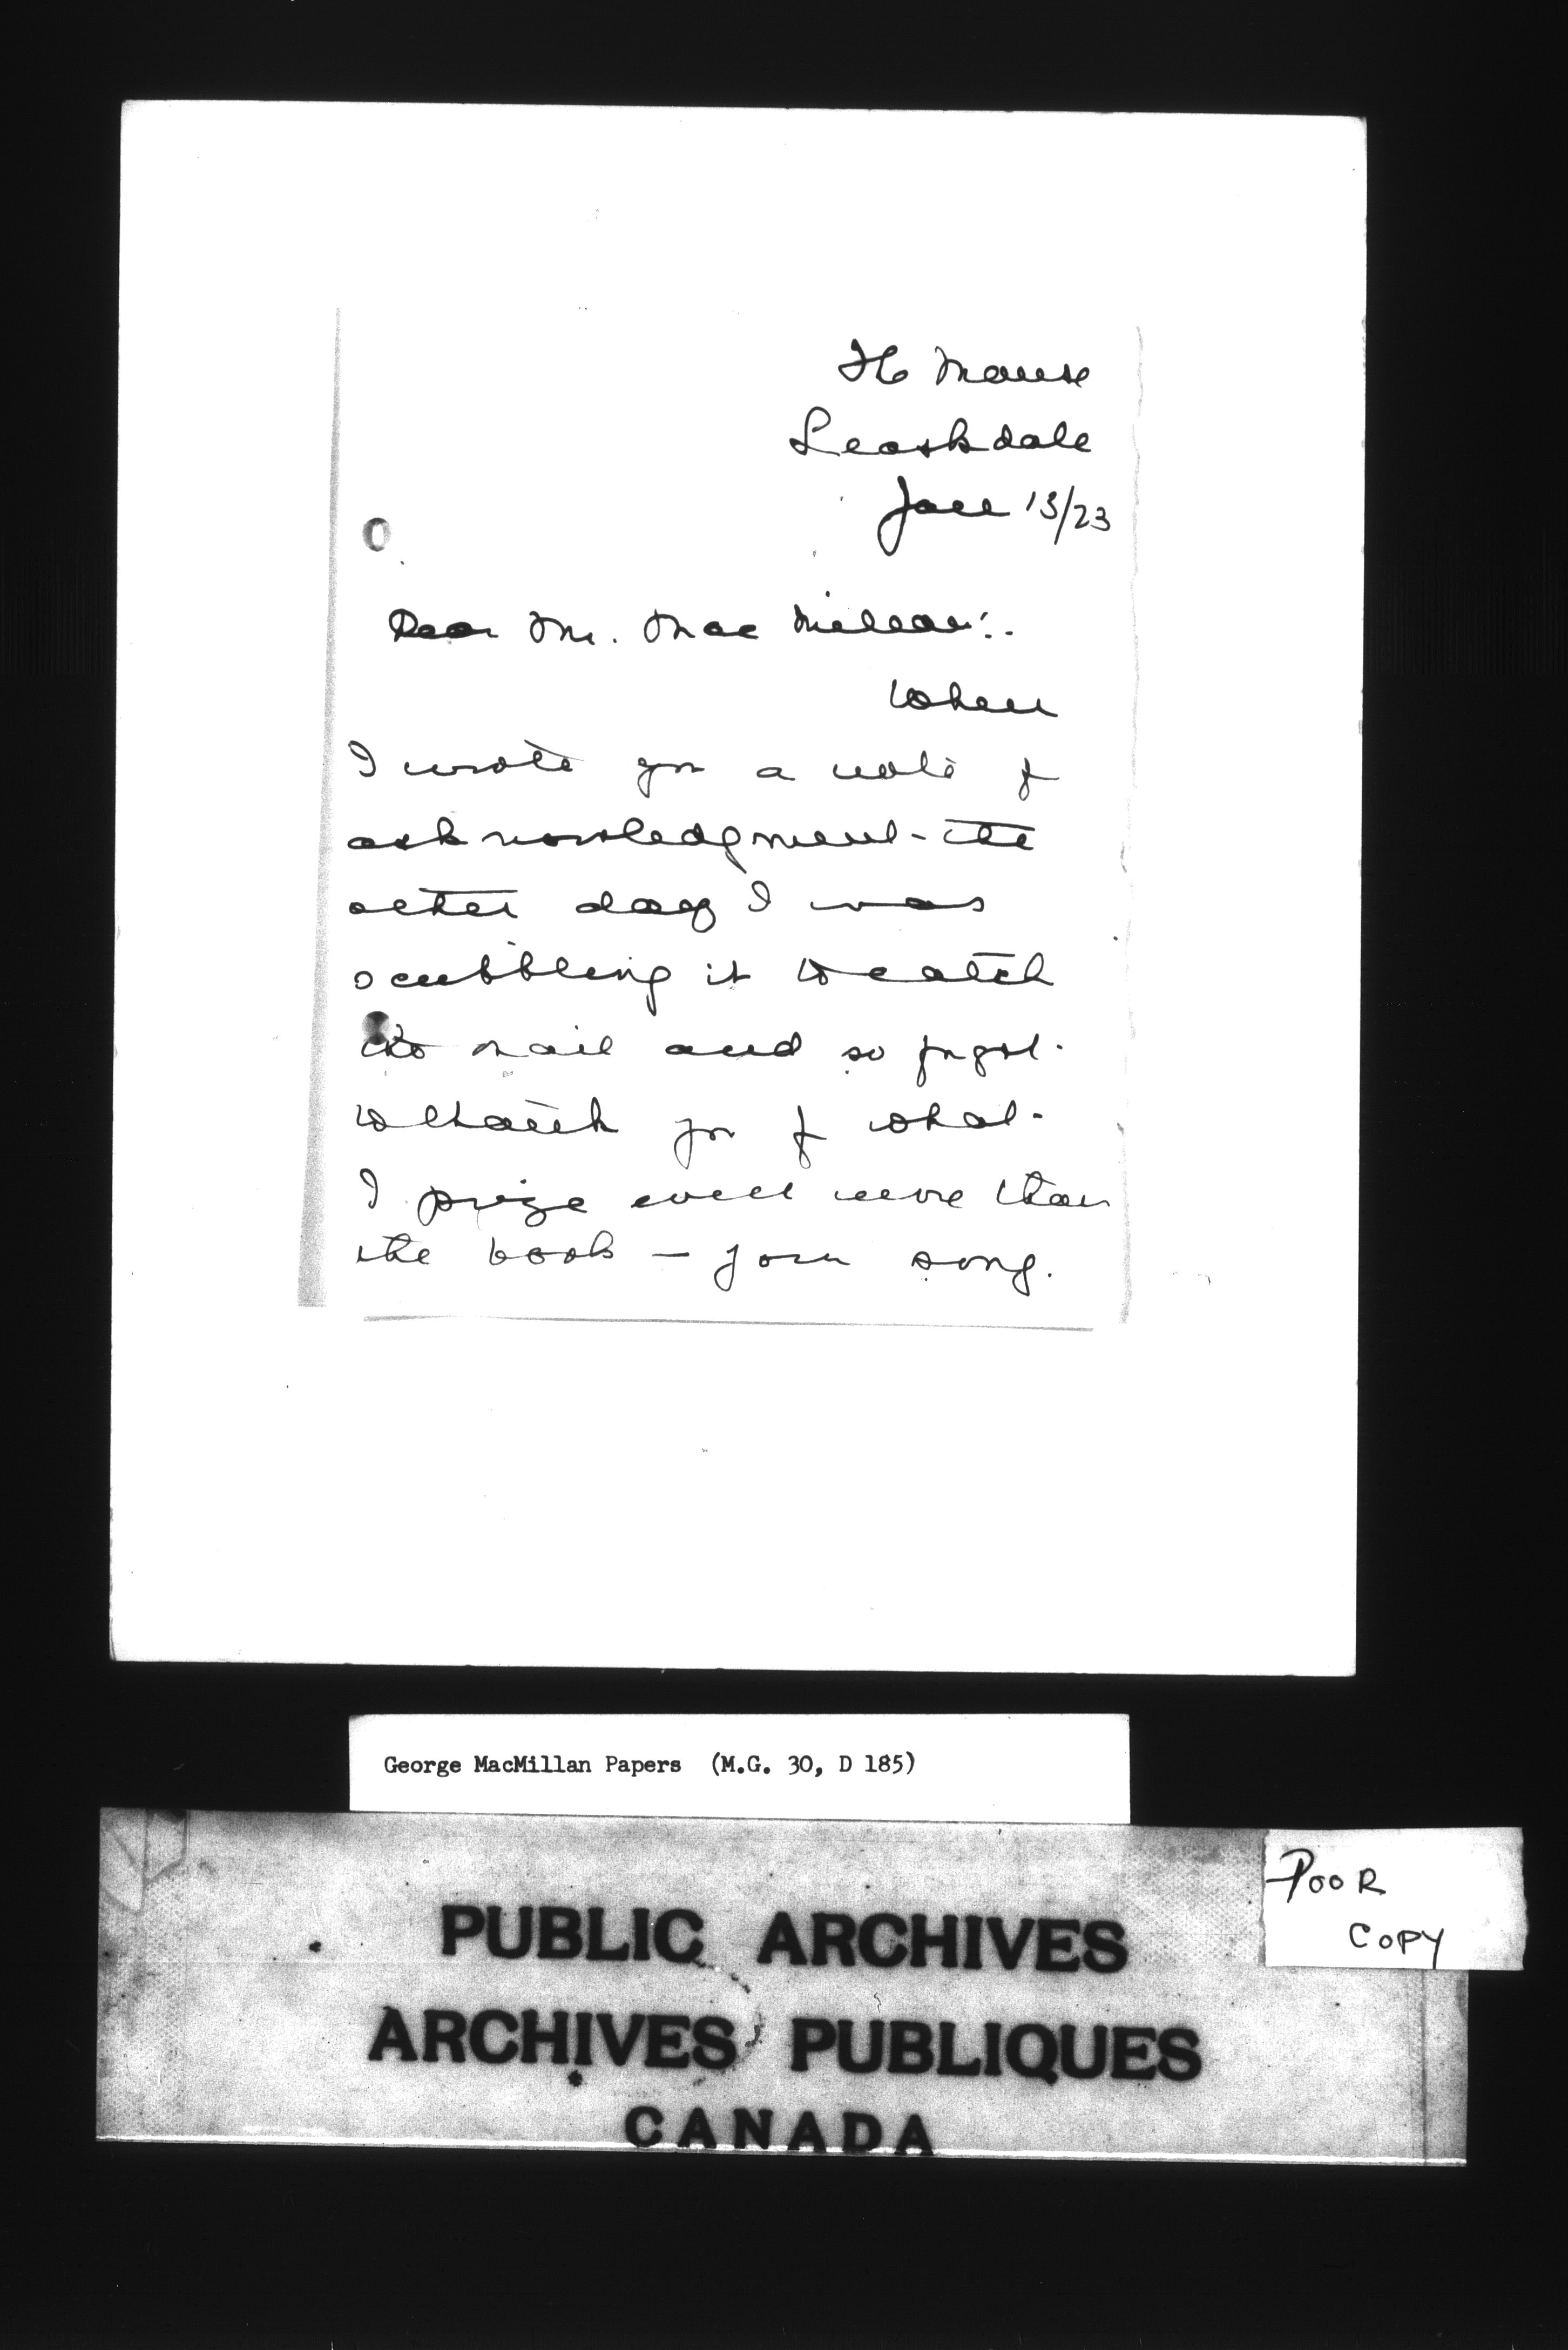 The Manse
Leaskdale
Jan 13/23
Dear Mr. MacMillan:-
When
I wrote you a note of
acknowledgment the
other day I was
scribbling it to catch
the mail and so forgot
to thank you for what
I prize even more than
the book – your song.
George MacMillan Papers (M.G. 30, D 185)
POOR
COPY
PUBLIC ARCHIVES
ARCHIVES PUBLIQUES
CANADA